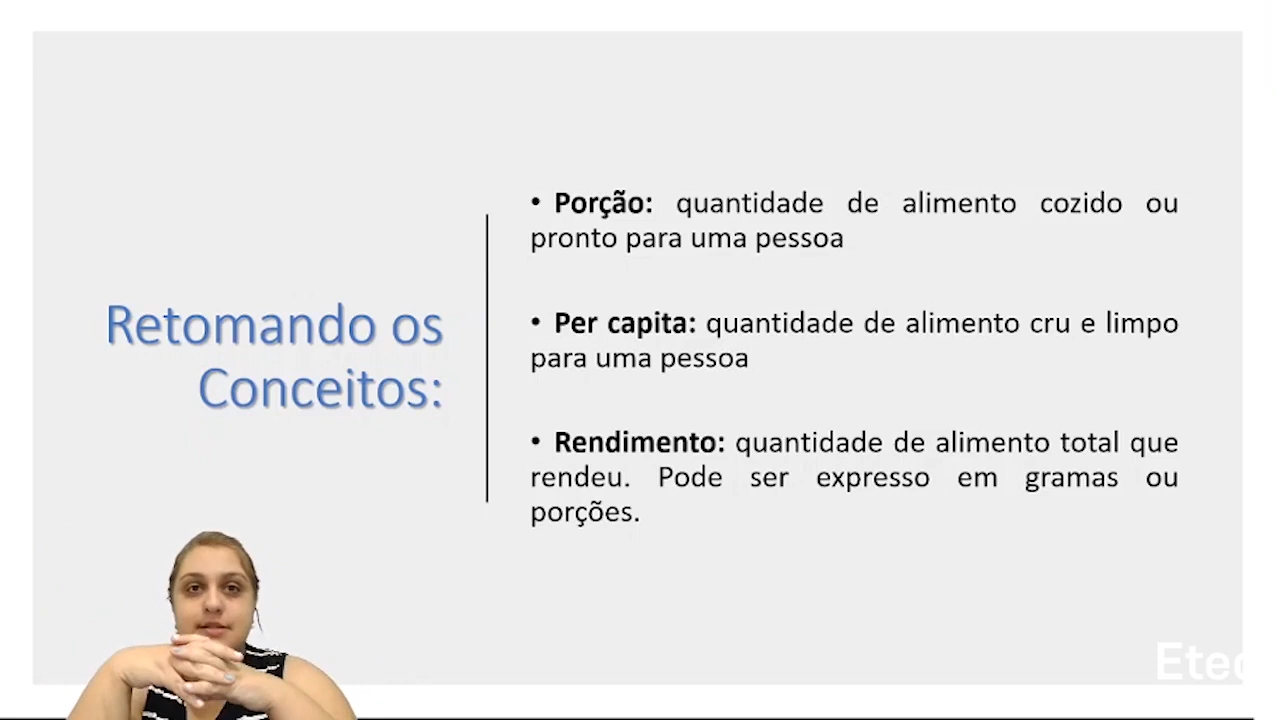 Retomando os
Conceitos:
• Porção: quantidade de alimento cozido ou
pronto para uma pessoa
• Per capita: quantidade de alimento cru e limpo
para uma pessoa
• Rendimento: quantidade de alimento total que
rendeu. Pode ser expresso em gramas ou
porções.
Etec